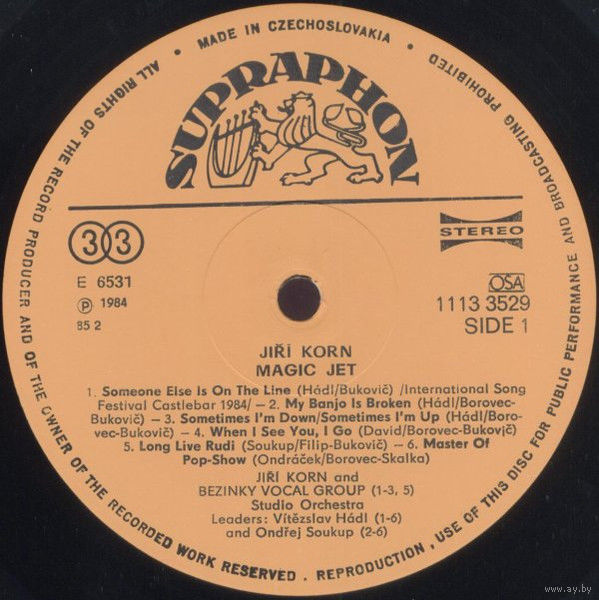 ALL RIGHTS OF THE RECORD PRODUCER AND OF THE OWNER OF THE RECORDED WORK RESERVED . REPRODUCTION , USE OF THIS DISC FOR PUBLIC PERFORMANCE AND BROADCASTING PROHIBITED
• MADE IN CZECHOSLOVAKIA •
SUPRAPHON
33
STEREO
E 6531
Ⓟ 1984
85 2
OSA
1113 3529
SIDE 1
JIŘÍ KORN
MAGIC JET
1. Someone Else Is On The Line (Hádl/Bukovič) /International Song
Festival Castlebar 1984/ – 2. My Banjo Is Broken (Hádl/Borovec-
Bukovič) – 3. Sometimes I'm Down/Sometimes I'm Up (Hádl/Boro-
vec-Bukovič) – 4. When I See You, I Go (David/Borovec-Bukovič)
5. Long Live Rudi (Soukup/Filip-Bukovič) – 6. Master Of
Pop-Show (Ondráček/Borovec-Skalka)
JIŘÍ KORN and
BEZINKY VOCAL GROUP (1-3, 5)
Studio Orchestra
Leaders: Vítězslav Hádl (1-6)
and Ondřej Soukup (2-6)
www.ay.by